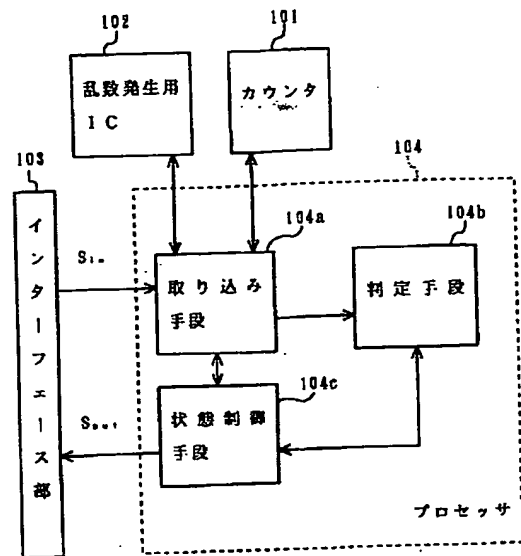 102
101
乱数発生用
IC
カウンタ
103
104
インターフェース部
Sin
104a
取り込み
手段
104b
判定手段
104c
状態制御
手段
Sout
プロセッサ